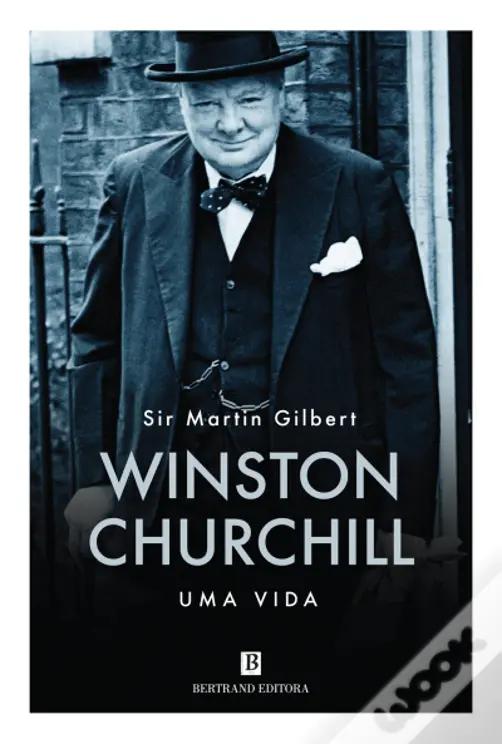 Sir Martin Gilbert
WINSTON
CHURCHILL
UMA VIDA
B
BERTRAND EDITORA
WOOK